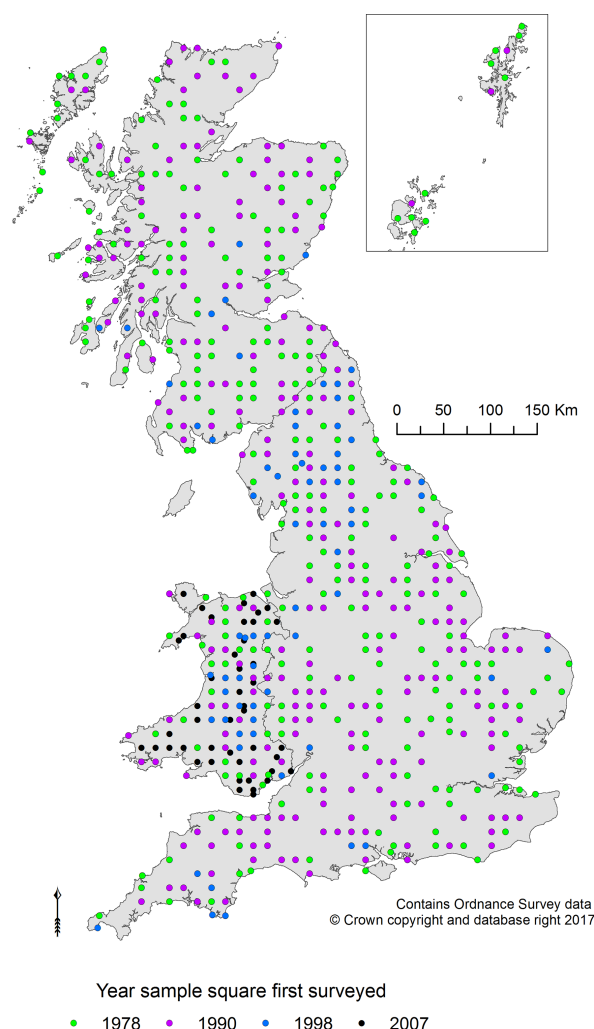 0 50 100 150 Km
Contains Ordnance Survey data
© Crown copyright and database right 2017
Year sample square first surveyed
1978 1990 1998 2007